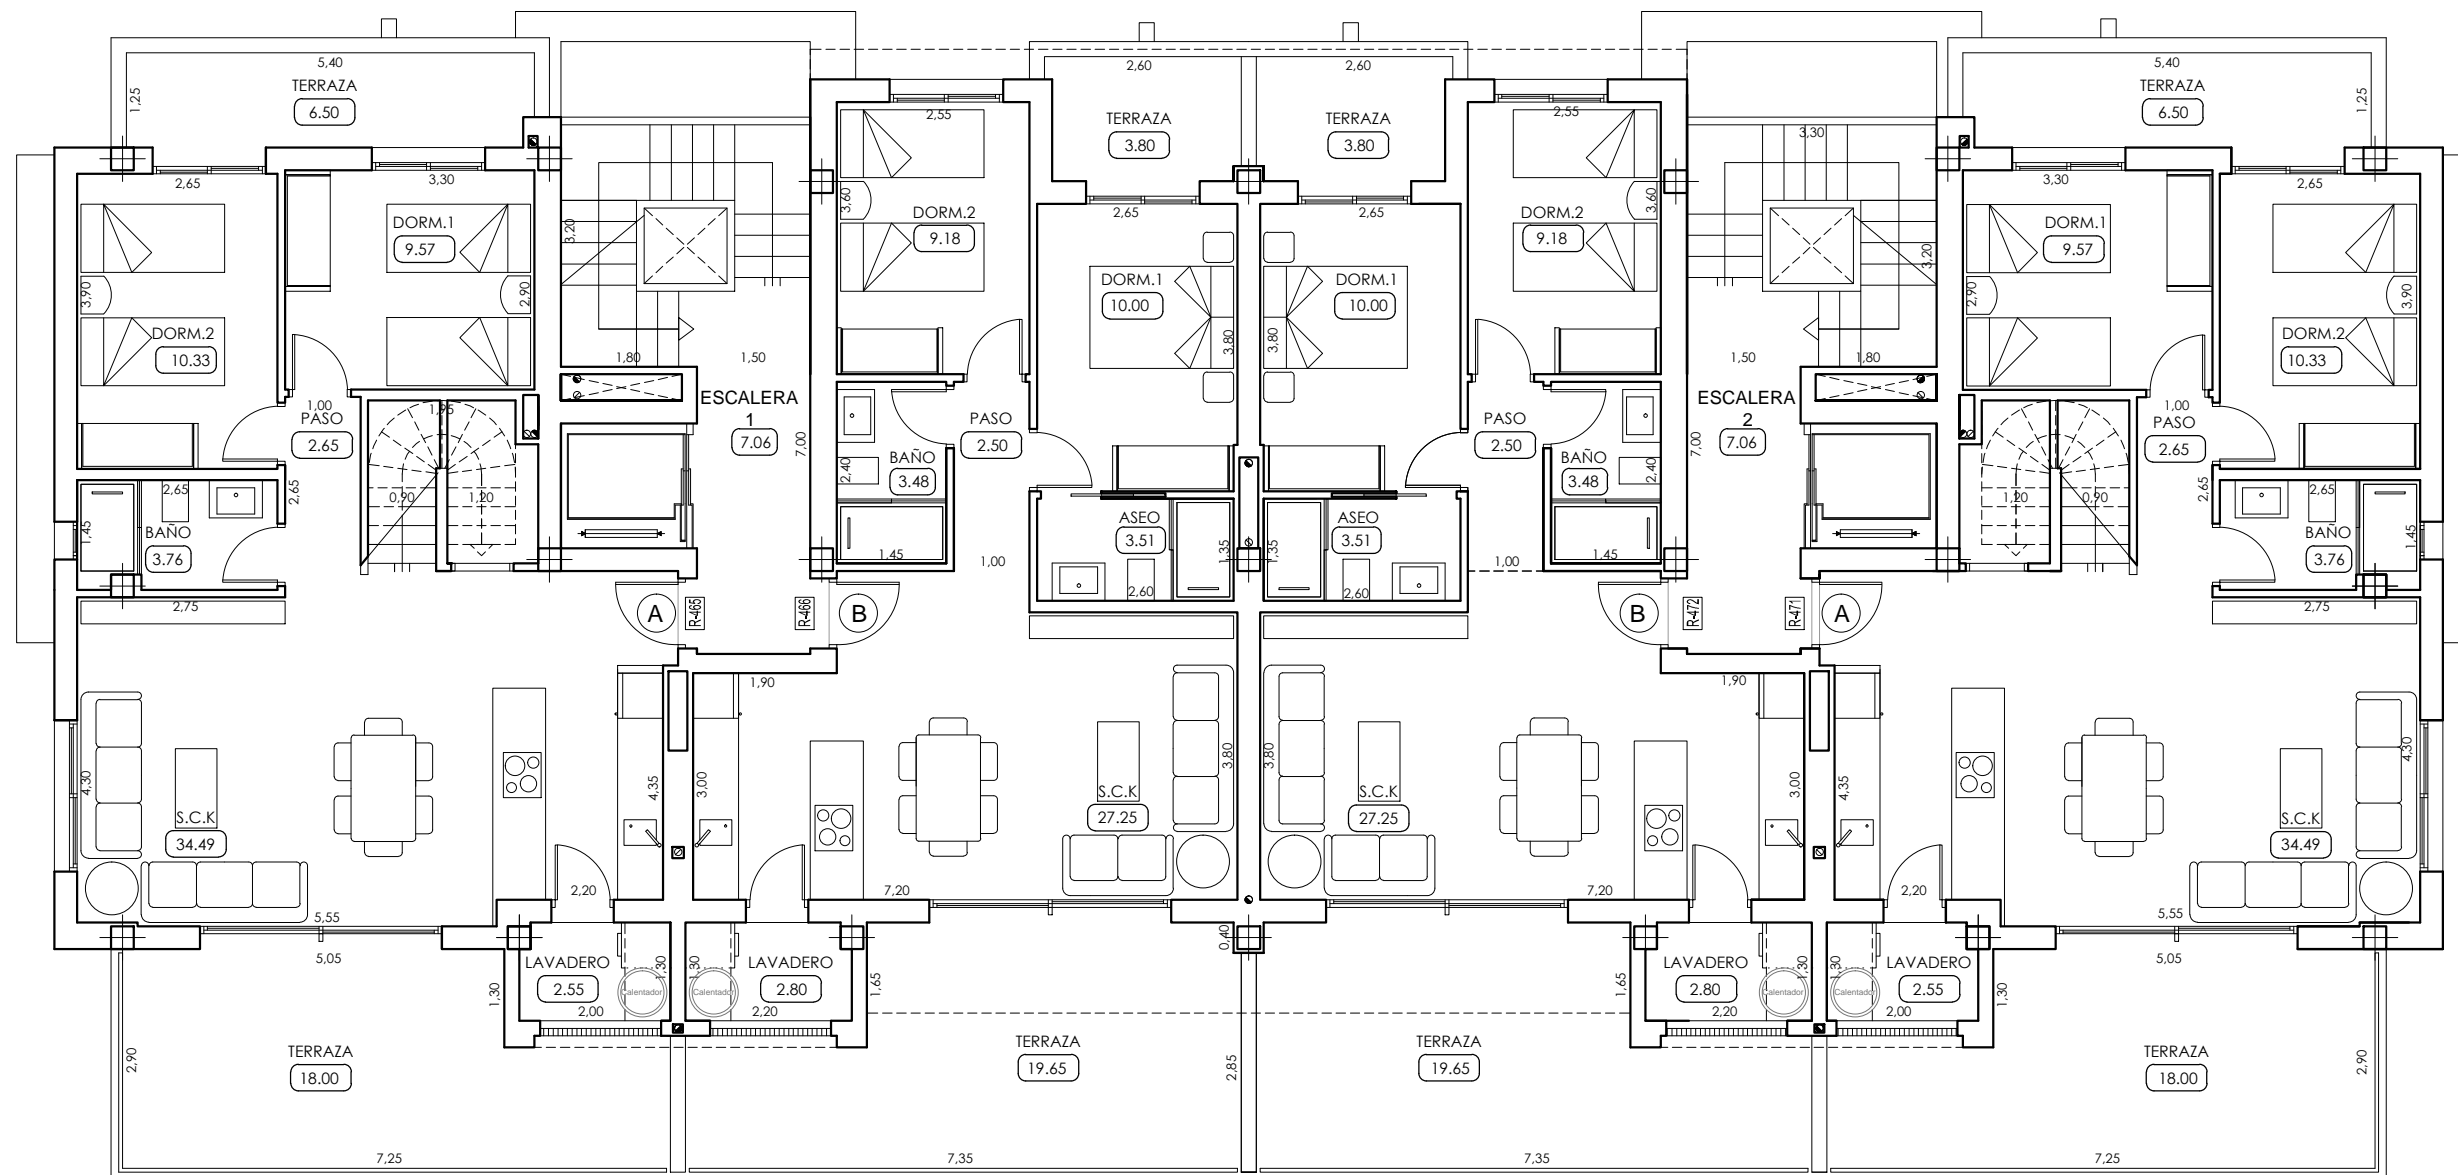 5,40
TERRAZA
6.50
1,25
2,60
TERRAZA
3.80
2,60
TERRAZA
3.80
5,40
TERRAZA
6.50
1,25
2,65
3,30
DORM.1
9.57
3,90
2,90
DORM.2
10.33
3,20
1,80
1,50
2,55
3,60
DORM.2
9.18
2,65
DORM.1
10.00
3,80
2,65
DORM.1
10.00
3,80
2,55
3,60
DORM.2
9.18
3,30
3,20
1,50
1,80
3,30
DORM.1
9.57
2,90
2,65
3,90
DORM.2
10.33
1,00
PASO
2.65
1,95
0,90
1,20
2,65
ESCALERA
1
7.06
7,00
2,40
BAÑO
3.48
1,45
PASO
2.50
1,00
PASO
2.50
1,00
BAÑO
3.48
2,40
1,45
ESCALERA
2
7.06
7,00
1,20
0,90
1,00
PASO
2.65
2,65
2,65
1,45
BAÑO
3.76
ASEO
3.51
1,35
2,60
ASEO
3.51
1,35
2,60
2,65
BAÑO
3.76
1,45
2,75
A
R-465
R-466
B
B
R-472
R-471
A
2,75
1,90
1,90
4,30
S.C.K
34.49
4,35
3,00
S.C.K
27.25
3,80
3,80
S.C.K
27.25
3,00
4,35
S.C.K
34.49
4,30
5,55
2,20
7,20
7,20
2,20
5,55
5,05
0,40
5,05
1,30
LAVADERO
2.55
1,30
Calentador
2,00
1,30
Calentador
LAVADERO
2.80
2,20
1,65
1,65
LAVADERO
2.80
1,30
Calentador
2,20
1,30
Calentador
LAVADERO
2.55
2,00
1,30
2,90
TERRAZA
18.00
TERRAZA
19.65
2,85
TERRAZA
19.65
TERRAZA
18.00
2,90
7,25
7,35
7,35
7,25